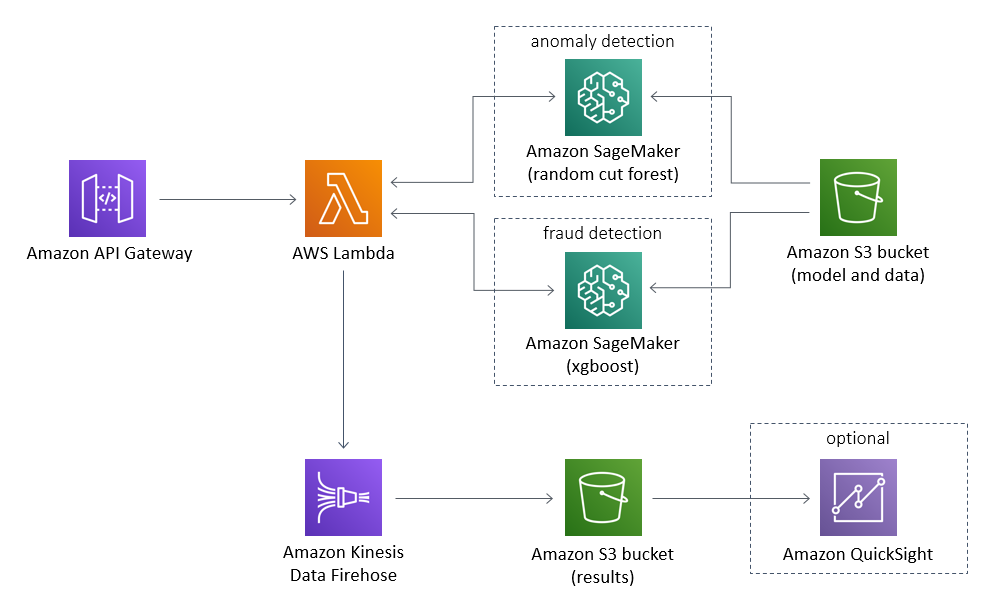 anomaly detection
Amazon SageMaker
(random cut forest)
Amazon API Gateway
AWS Lambda
fraud detection
Amazon SageMaker
(xgboost)
Amazon S3 bucket
(model and data)
Amazon Kinesis
Data Firehose
Amazon S3 bucket
(results)
optional
Amazon QuickSight